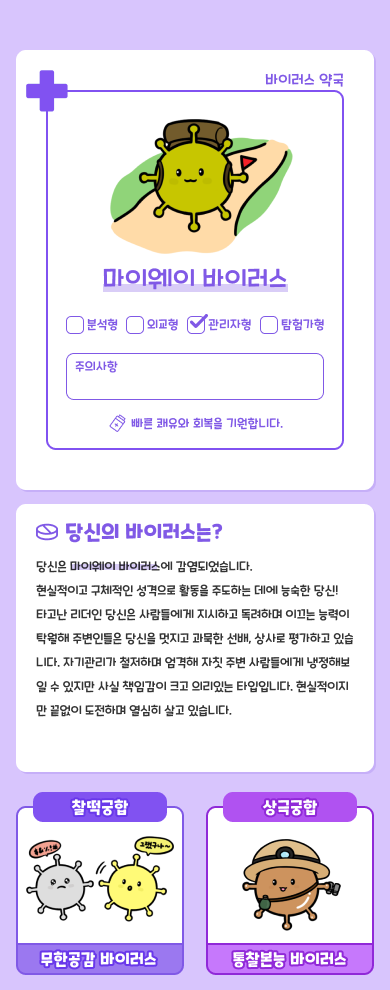 바이러스 약국
마이웨이 바이러스
분석형 외교형 관리자형 탐험가형
주의사항
빠른 쾌유와 회복을 기원합니다.
당신의 바이러스는?
당신은 마이웨이 바이러스에 감염되었습니다.
현실적이고 구체적인 성격으로 활동을 주도하는 데에 능숙한 당신!
타고난 리더인 당신은 사람들에게 지시하고 독려하며 이끄는 능력이
탁월해 주변인들은 당신을 멋지고 과묵한 선배, 상사로 평가하고 있습
니다. 자기관리가 철저하며 엄격해 자칫 주변 사람들에게 냉정해보
일 수 있지만 사실 책임감이 크고 의리있는 타입입니다. 현실적이지
만 끝없이 도전하며 열심히 살고 있습니다.
찰떡궁합 상극궁합
그랬구나~
무한공감 바이러스 통찰본능 바이러스